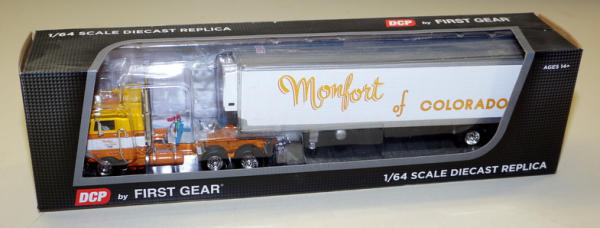 DCP by FIRST GEAR
1/64 SCALE DIECAST REPLICA
AGES 14+
Monfort of COLORADO
DCP by FIRST GEAR®
1/64 SCALE DIECAST REPLICA